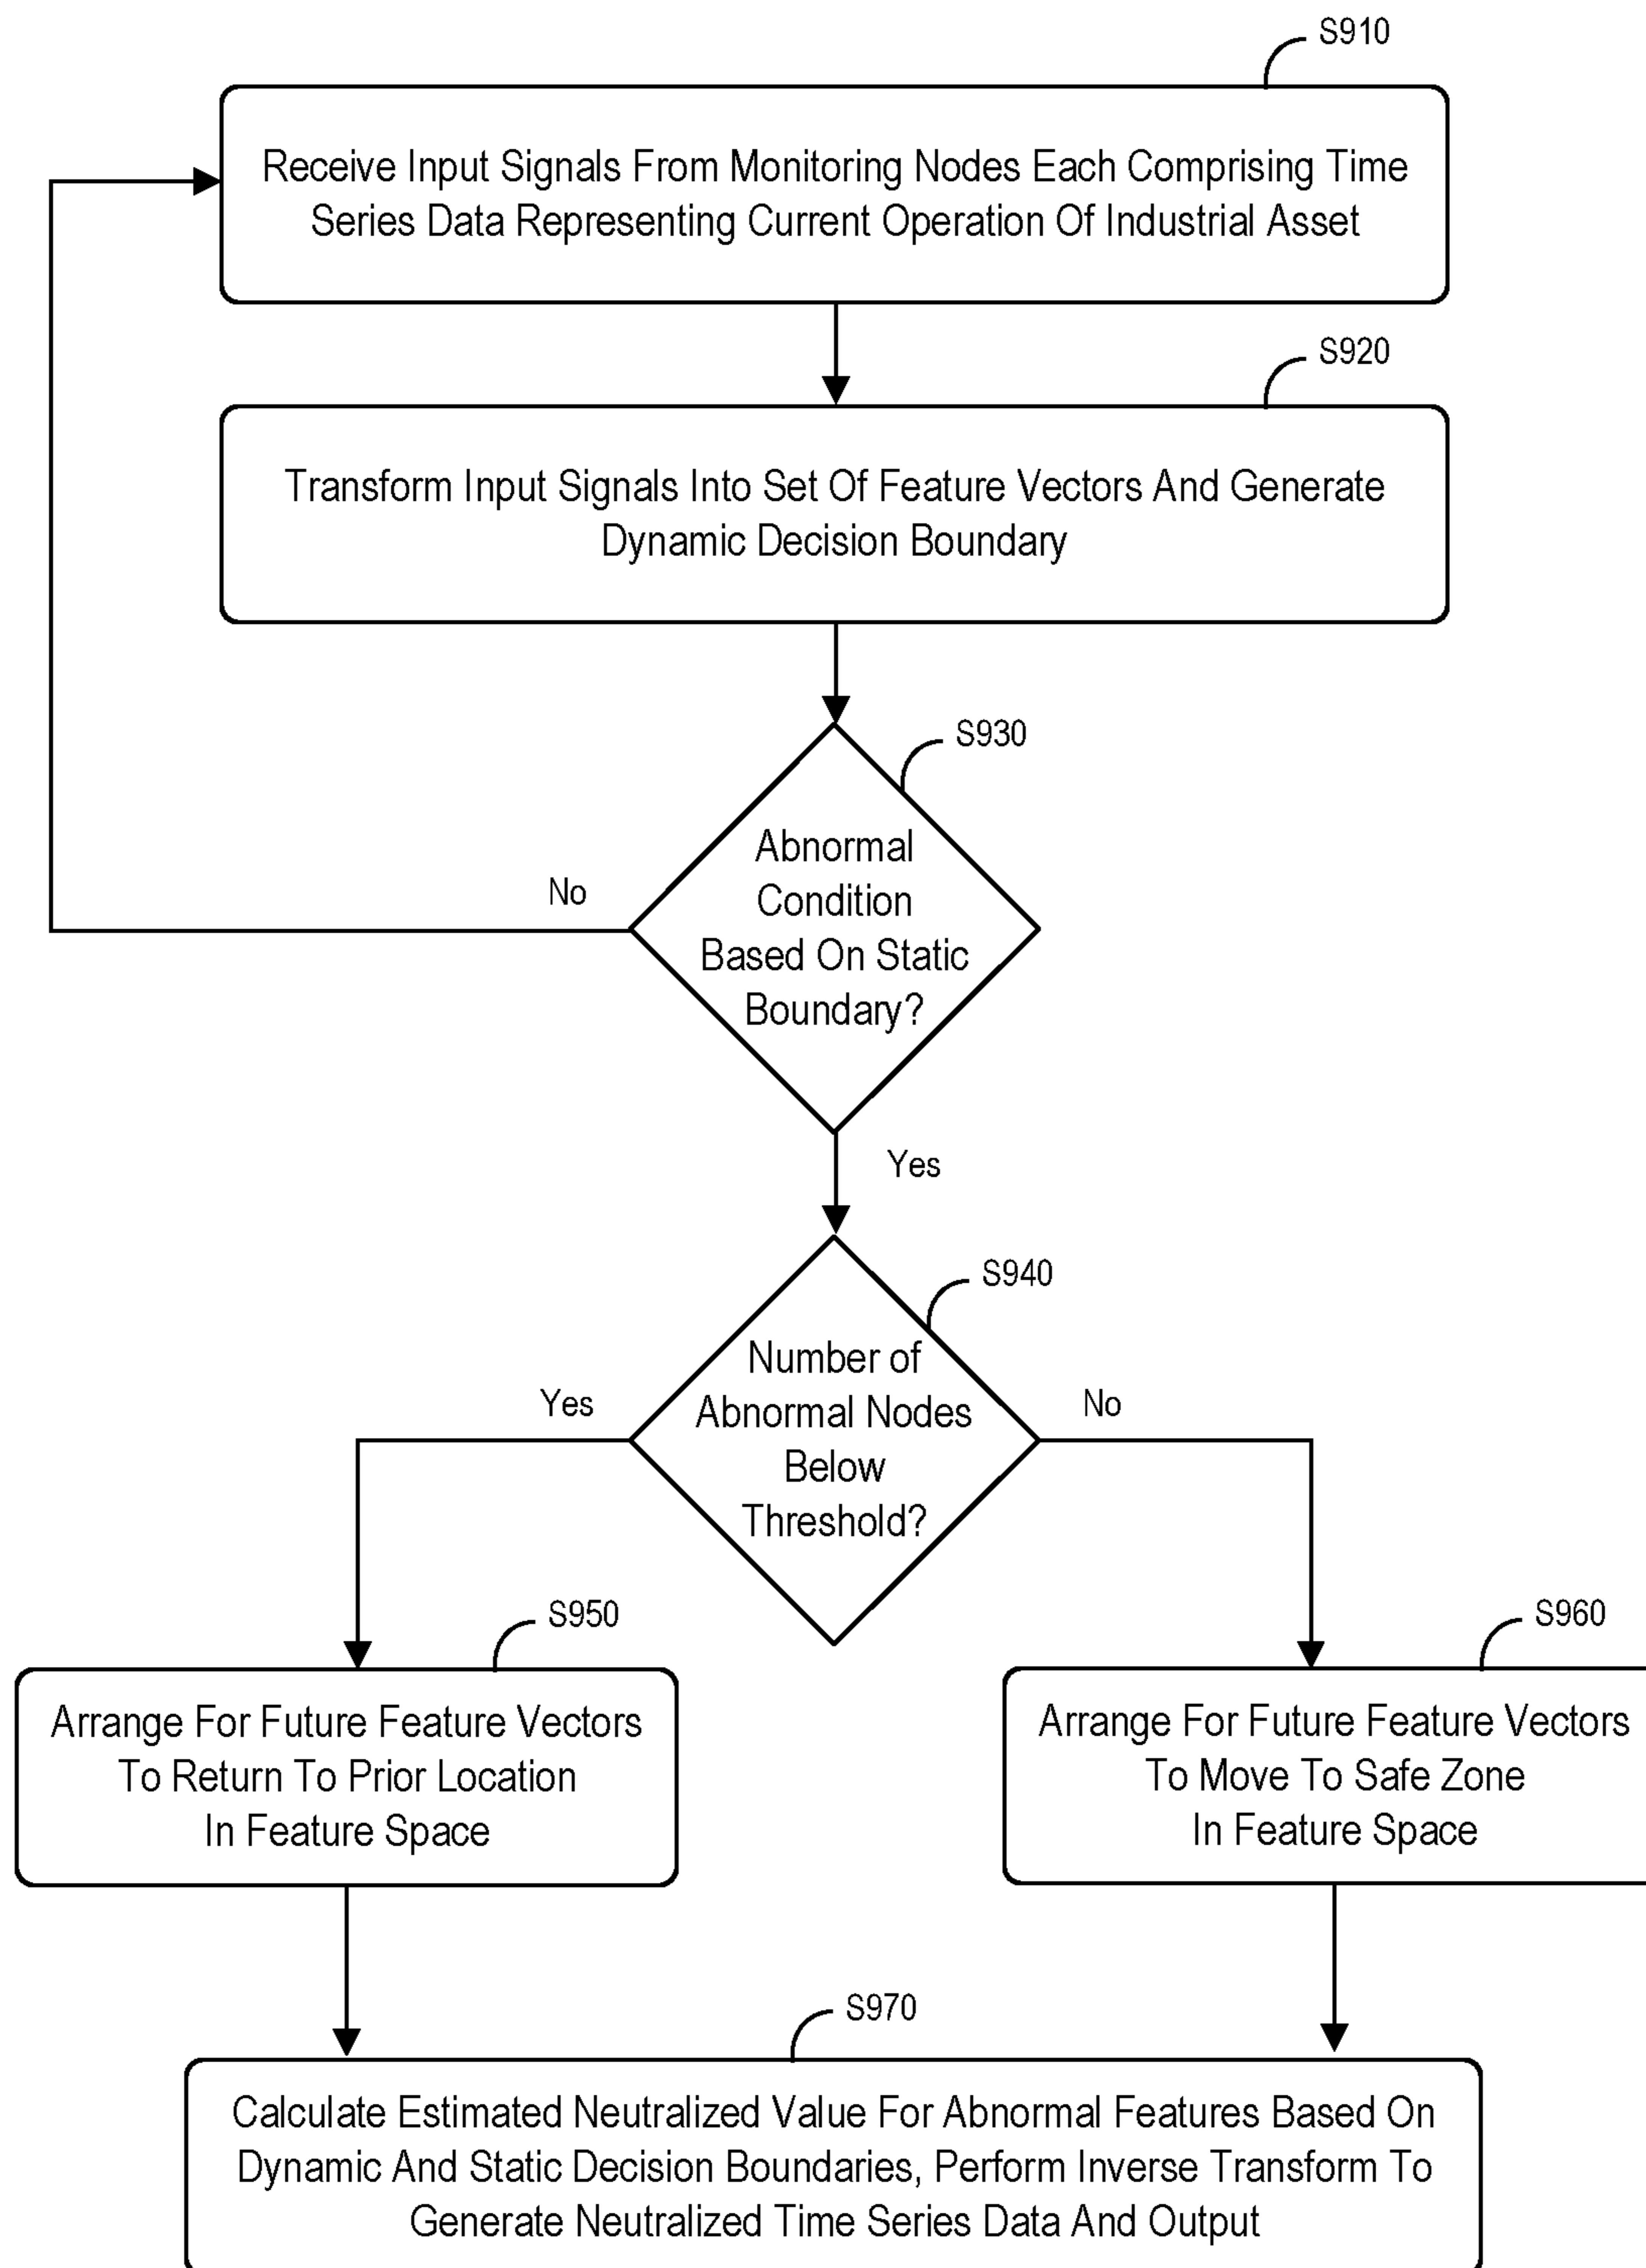 S910
Receive Input Signals From Monitoring Nodes Each Comprising Time
Series Data Representing Current Operation Of Industrial Asset
S920
Transform Input Signals Into Set Of Feature Vectors And Generate
Dynamic Decision Boundary
S930
Abnormal
Condition
Based On Static
Boundary?
No
Yes
S940
Number of
Abnormal Nodes
Below
Threshold?
Yes
No
S950
Arrange For Future Feature Vectors
To Return To Prior Location
In Feature Space
S960
Arrange For Future Feature Vectors
To Move To Safe Zone
In Feature Space
S970
Calculate Estimated Neutralized Value For Abnormal Features Based On
Dynamic And Static Decision Boundaries, Perform Inverse Transform To
Generate Neutralized Time Series Data And Output